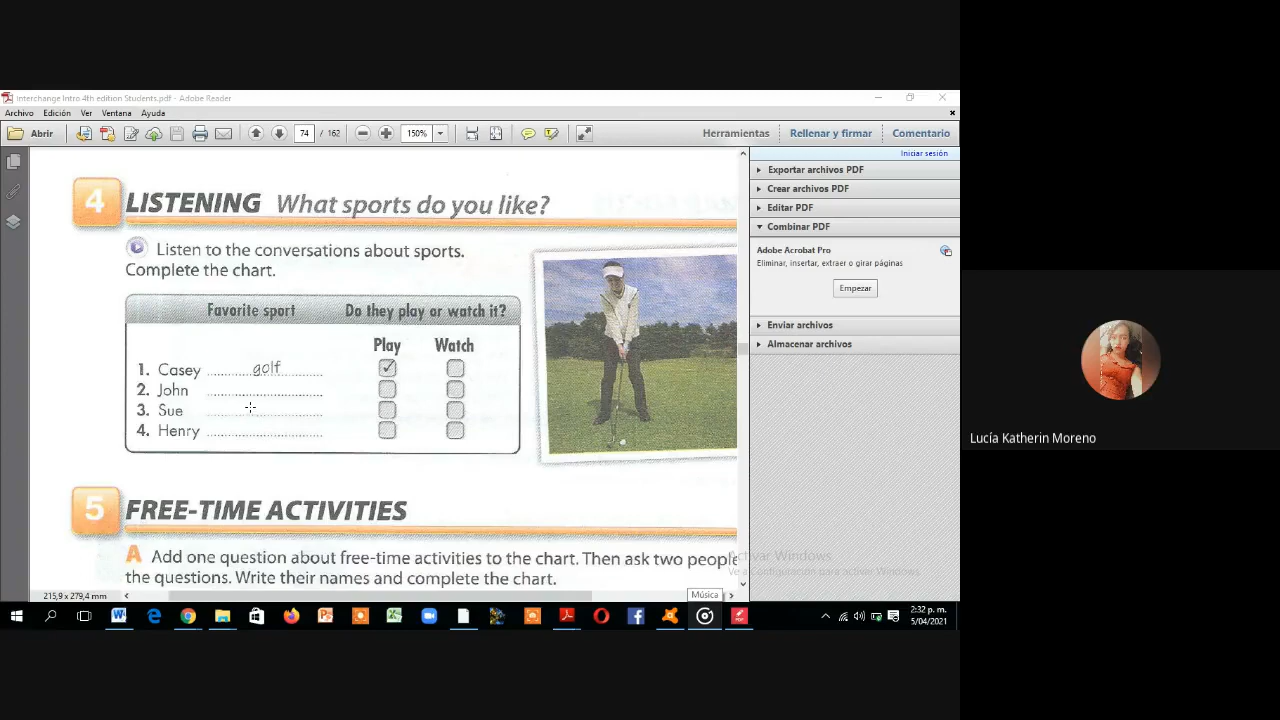 Interchange Intro 4th edition Students.pdf - Adobe Reader
Archivo Edición Ver Ventana Ayuda
Abrir 74 / 162 150% Herramientas Rellenar y firmar Comentario
Iniciar sesión
Exportar archivos PDF
Crear archivos PDF
Editar PDF
Combinar PDF
Adobe Acrobat Pro
Eliminar, insertar, extraer o girar páginas
Empezar
Enviar archivos
Almacenar archivos
4 LISTENING What sports do you like?
Listen to the conversations about sports.
Complete the chart.
Favorite sport Do they play or watch it?
Play Watch
1. Casey golf
2. John
3. Sue
4. Henry
5 FREE-TIME ACTIVITIES
A Add one question about free-time activities to the chart. Then ask two people
the questions. Write their names and complete the chart.
Activar Windows
Ve a Configuración para activar Windows.
215,9 x 279,4 mm
Música
2:32 p. m.
5/04/2021
Lucía Katherin Moreno